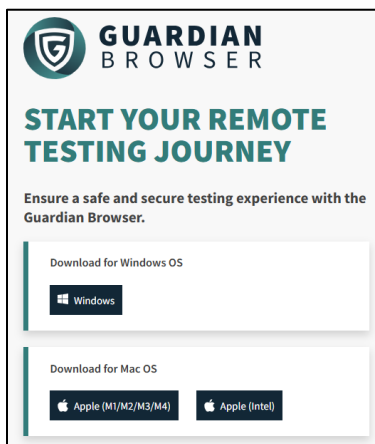 GUARDIAN
BROWSER
START YOUR REMOTE
TESTING JOURNEY
Ensure a safe and secure testing experience with the
Guardian Browser.
Download for Windows OS
Windows
Download for Mac OS
Apple (M1/M2/M3/M4) Apple (Intel)